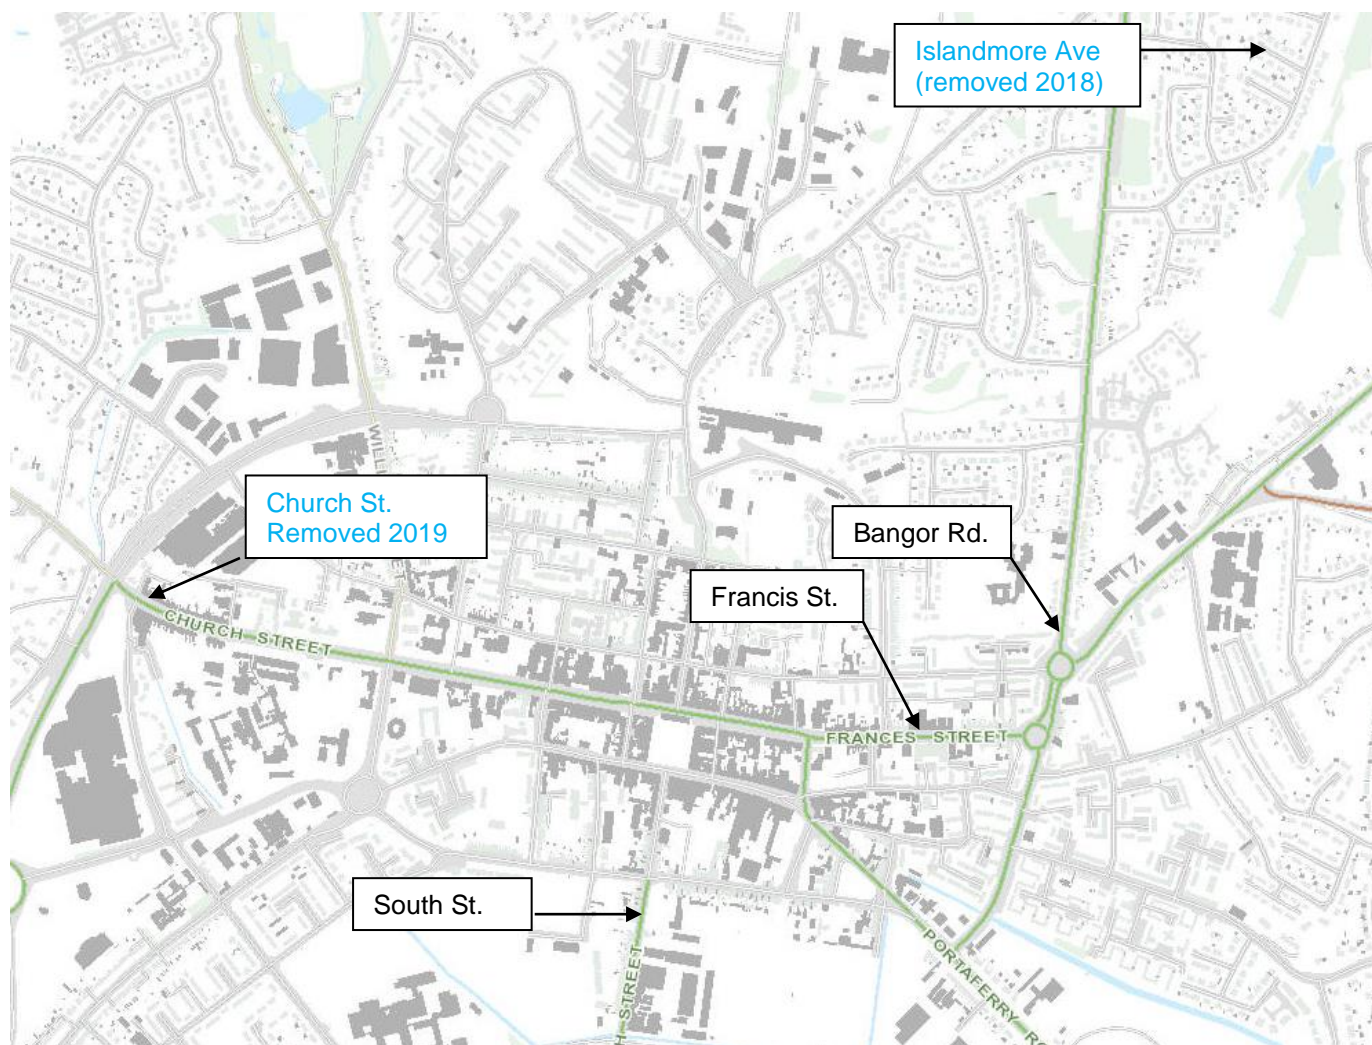 Islandmore Ave
(removed 2018)
Church St.
Removed 2019
Bangor Rd.
Francis St.
CHURCH STREET
FRANCES STREET
South St.
H STREET
PORTAFERRY RO